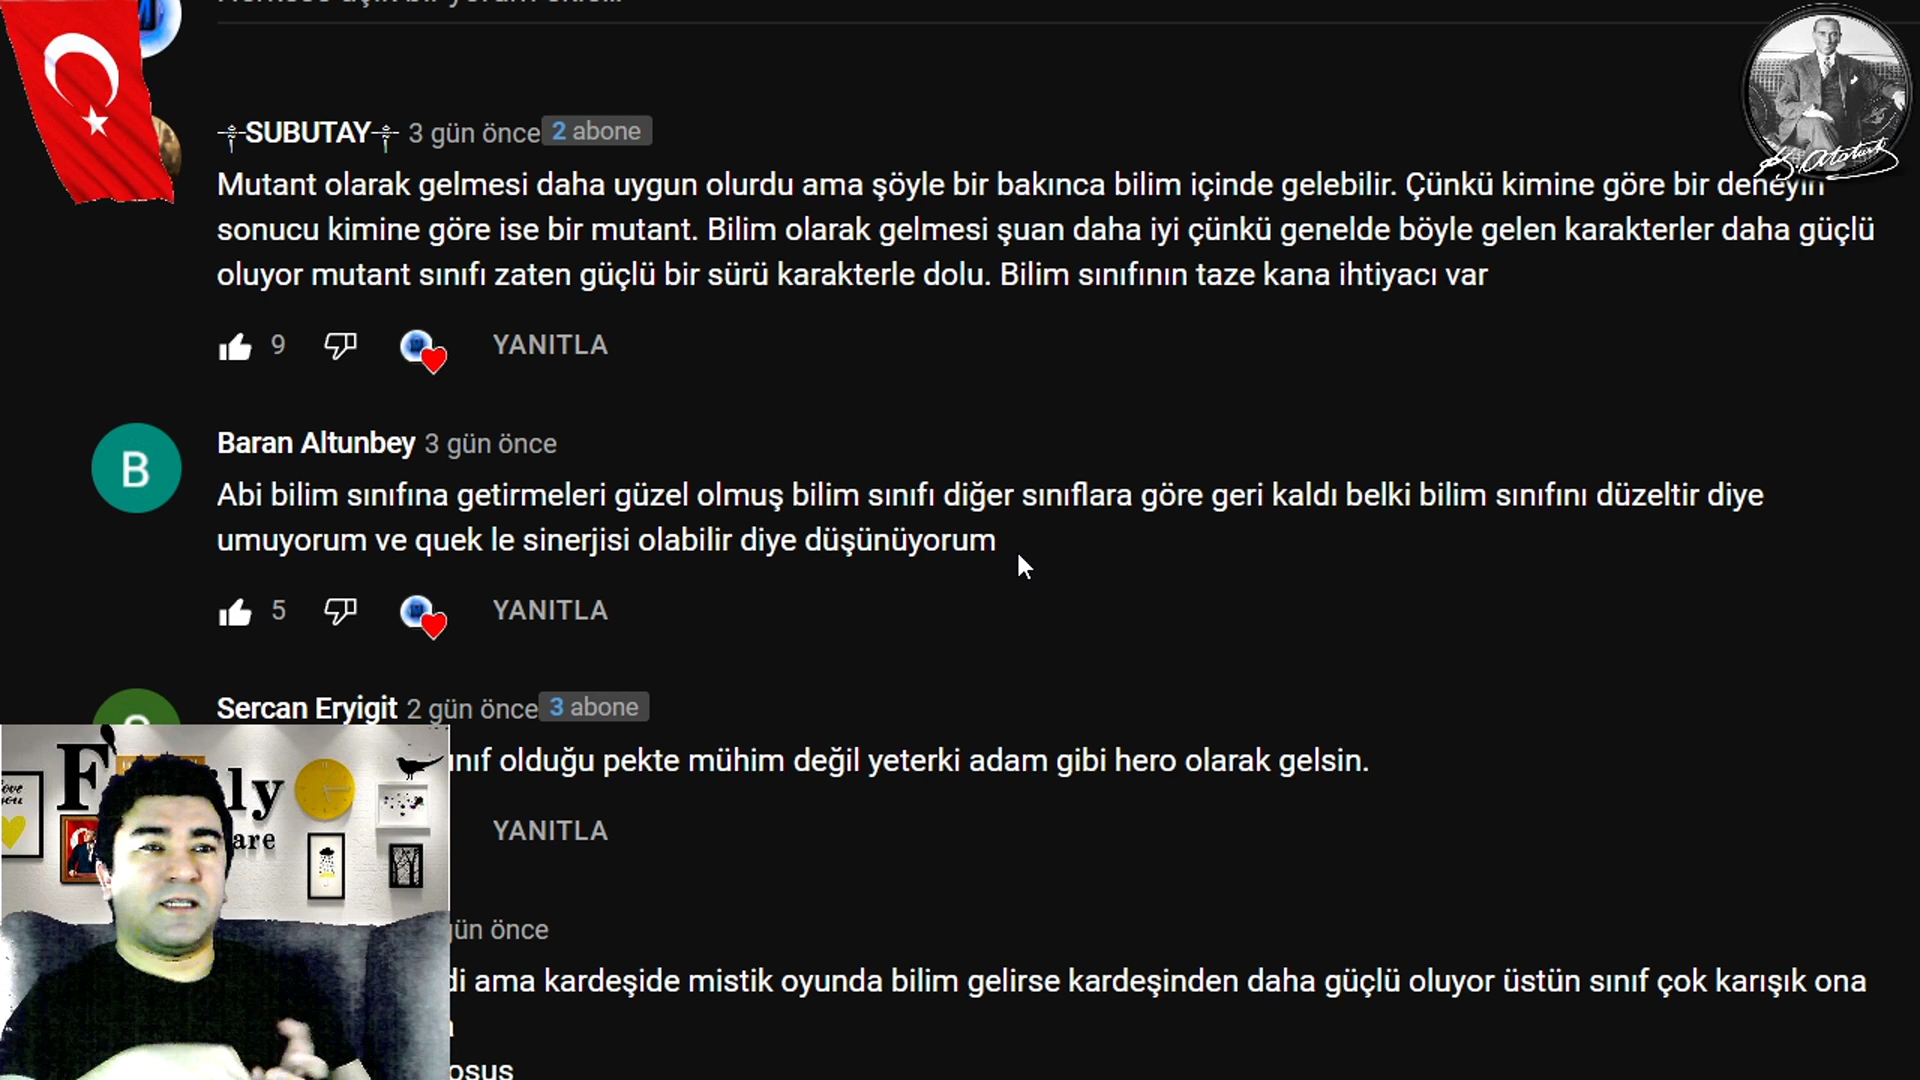 SUBUTAY 3 gün önce 2 abone
Mutant olarak gelmesi daha uygun olurdu ama şöyle bir bakınca bilim içinde gelebilir. Çünkü kimine göre bir deneyin
sonucu kimine göre ise bir mutant. Bilim olarak gelmesi şuan daha iyi çünkü genelde böyle gelen karakterler daha güçlü
oluyor mutant sınıfı zaten güçlü bir sürü karakterle dolu. Bilim sınıfının taze kana ihtiyacı var
9 YANITLA
B
Baran Altunbey 3 gün önce
Abi bilim sınıfına getirmeleri güzel olmuş bilim sınıfı diğer sınıflara göre geri kaldı belki bilim sınıfını düzeltir diye
umuyorum ve quek le sinerjisi olabilir diye düşünüyorum
5 YANITLA
Sercan Eryigit 2 gün önce 3 abone
ınıf olduğu pekte mühim değil yeterki adam gibi hero olarak gelsin.
YANITLA
gün önce
di ama kardeşide mistik oyunda bilim gelirse kardeşinden daha güçlü oluyor üstün sınıf çok karışık ona
osus
F ily
are
love
you
K. Atatürk